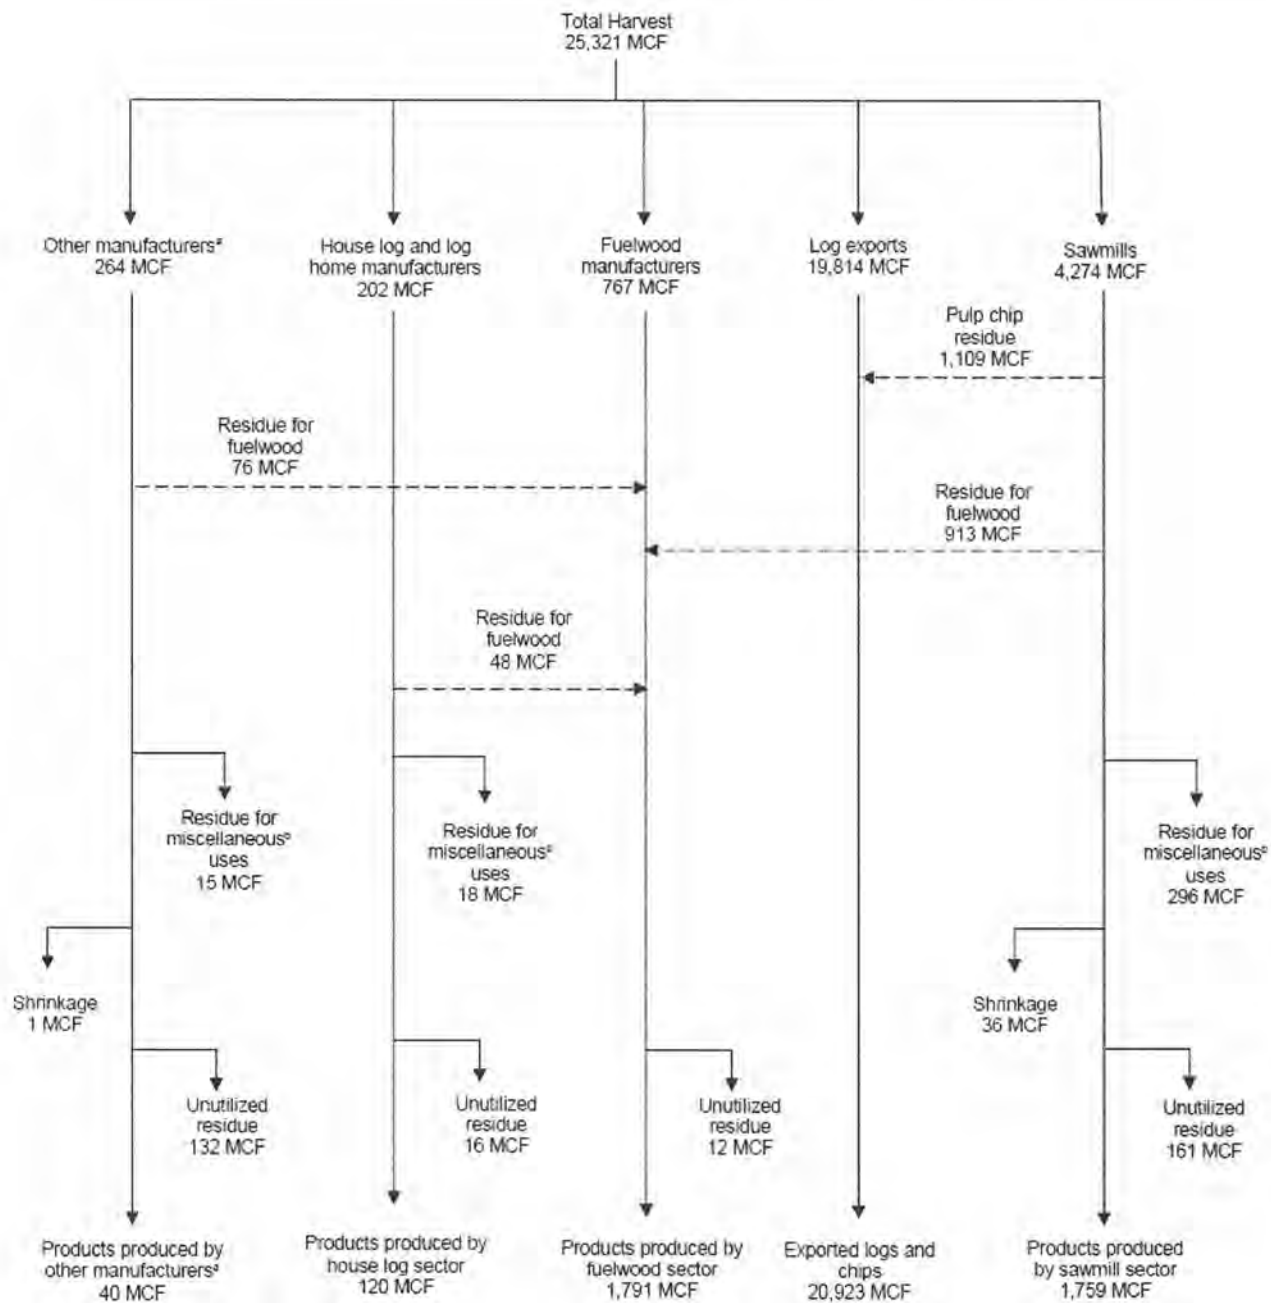 Total Harvest
25,321 MCF
Other manufacturersª
264 MCF
House log and log
home manufacturers
202 MCF
Fuelwood
manufacturers
767 MCF
Log exports
19,814 MCF
Sawmills
4,274 MCF
Pulp chip
residue
1,109 MCF
Residue for
fuelwood
76 MCF
Residue for
fuelwood
913 MCF
Residue for
fuelwood
48 MCF
Residue for
miscellaneousᵇ
uses
15 MCF
Residue for
miscellaneousᵇ
uses
18 MCF
Residue for
miscellaneousᵇ
uses
296 MCF
Shrinkage
1 MCF
Shrinkage
36 MCF
Unutilized
residue
132 MCF
Unutilized
residue
16 MCF
Unutilized
residue
12 MCF
Unutilized
residue
161 MCF
Products produced by
other manufacturersª
40 MCF
Products produced by
house log sector
120 MCF
Products produced by
fuelwood sector
1,791 MCF
Exported logs and
chips
20,923 MCF
Products produced
by sawmill sector
1,759 MCF